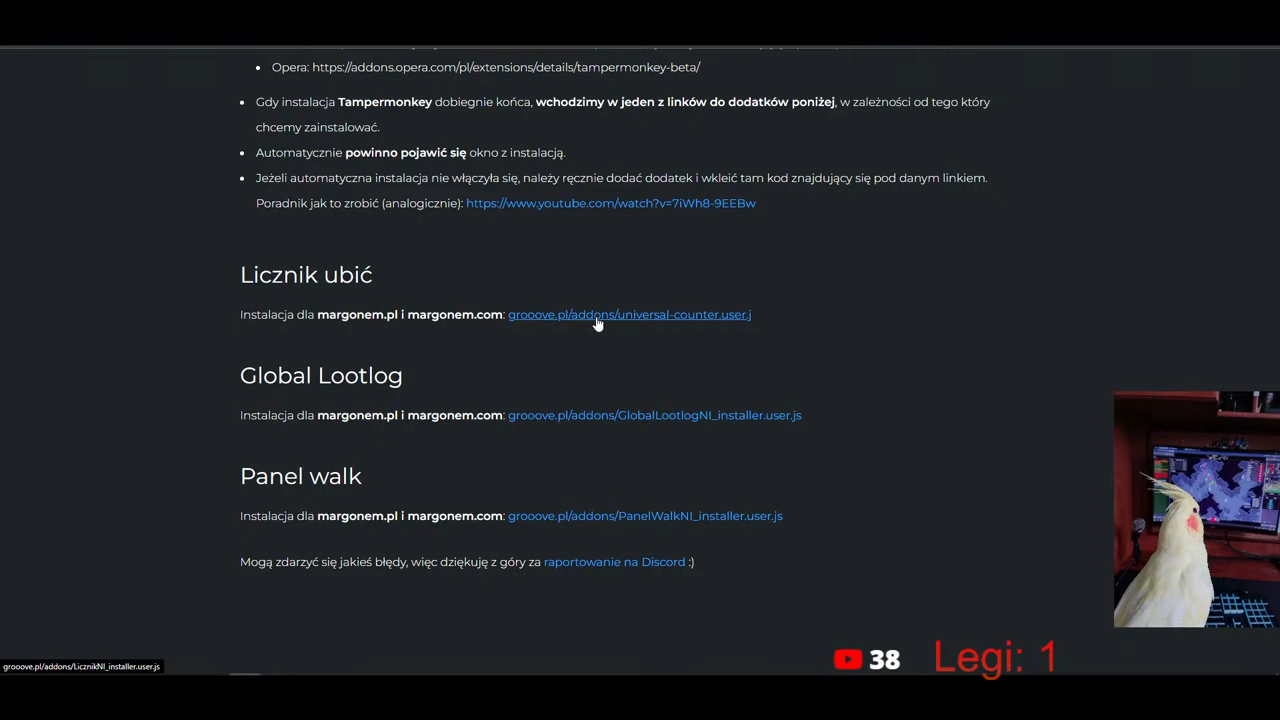 Opera: https://addons.opera.com/pl/extensions/details/tampermonkey-beta/
Gdy instalacja Tampermonkey dobiegnie końca, wchodzimy w jeden z linków do dodatków poniżej, w zależności od tego który
chcemy zainstalować.
Automatycznie powinno pojawić się okno z instalacją.
Jeżeli automatyczna instalacja nie włączyła się, należy ręcznie dodać dodatek i wkleić tam kod znajdujący się pod danym linkiem.
Poradnik jak to zrobić (analogicznie): https://www.youtube.com/watch?v=7iWh8-9EEBw
Licznik ubić
Instalacja dla margonem.pl i margonem.com: grooove.pl/addons/universal-counter.user.j
Global Lootlog
Instalacja dla margonem.pl i margonem.com: grooove.pl/addons/GlobalLootlogNI_installer.user.js
Panel walk
Instalacja dla margonem.pl i margonem.com: grooove.pl/addons/PanelWalkNI_installer.user.js
Mogą zdarzyć się jakieś błędy, więc dziękuję z góry za raportowanie na Discord :)
38 Legi: 1
grooove.pl/addons/LicznikNI_installer.user.js